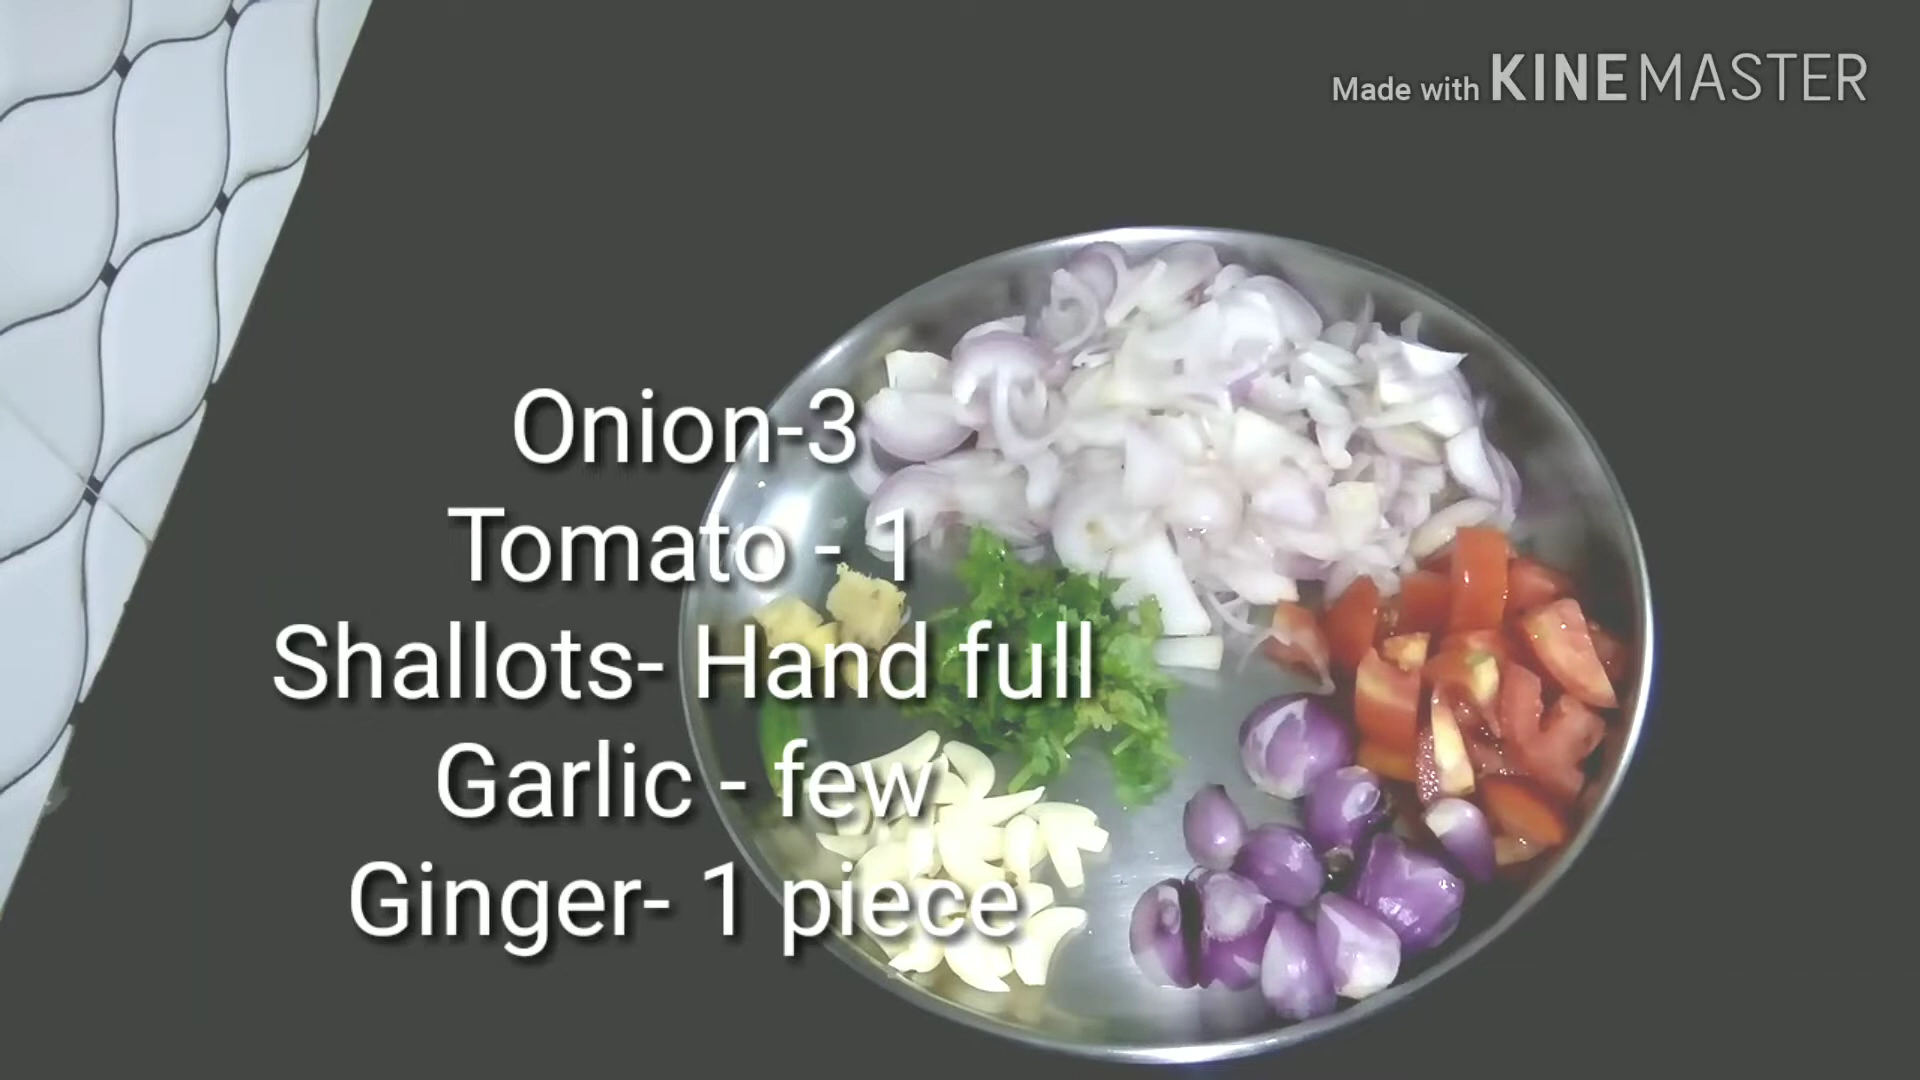 Made with KINEMASTER
Onion-3
Tomato - 1
Shallots- Hand full
Garlic - few
Ginger- 1 piece